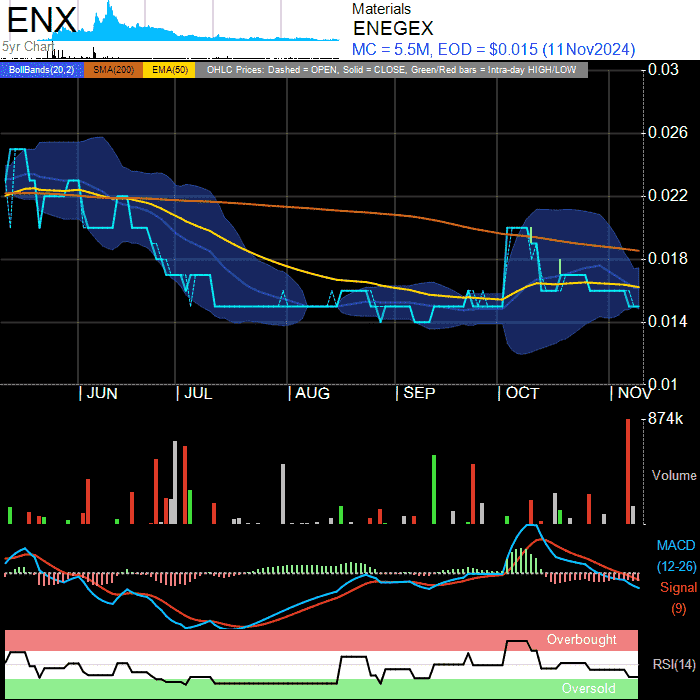 ENX
5yr Chart
Materials
ENEGEX
MC = 5.5M, EOD = $0.015 (11Nov2024)
BollBands(20,2) SMA(200) EMA(50) OHLC Prices: Dashed = OPEN, Solid = CLOSE, Green/Red bars = Intra-day HIGH/LOW
0.03
0.026
0.022
0.018
0.014
0.01
JUN JUL AUG SEP OCT NOV
874k
Volume
MACD
(12-26)
Signal
(9)
Overbought
RSI(14)
Oversold